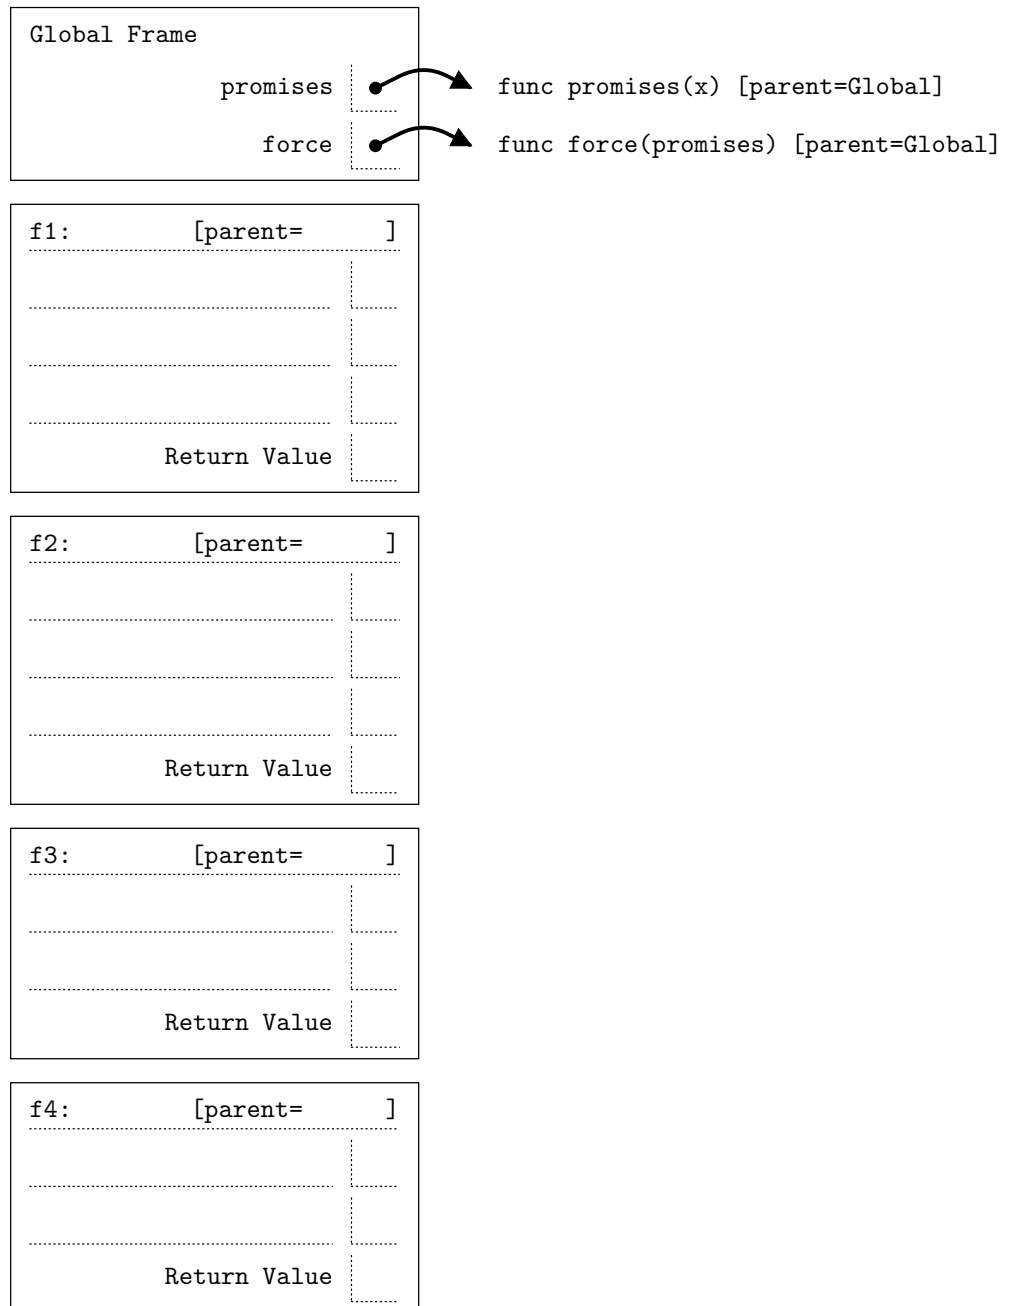 Global Frame
promises func promises(x) [parent=Global]
force func force(promises) [parent=Global]
f1: [parent= ]
Return Value
f2: [parent= ]
Return Value
f3: [parent= ]
Return Value
f4: [parent= ]
Return Value